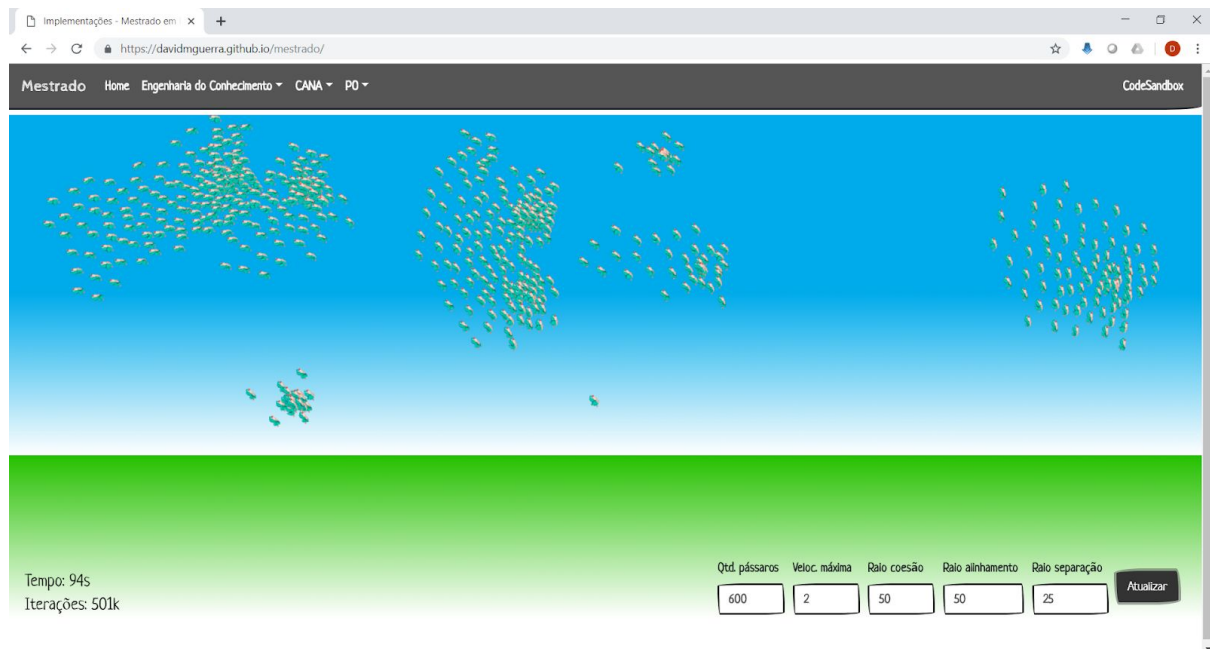 Implementações - Mestrado em
https://davidmguerra.github.io/mestrado/
D
Mestrado Home Engenharia do Conhecimento CANA PO CodeSandbox
Tempo: 94s
Iterações: 501k
Qtd. pássaros Veloc. máxima Raio coesão Raio alinhamento Raio separação
600 2 50 50 25 Atualizar